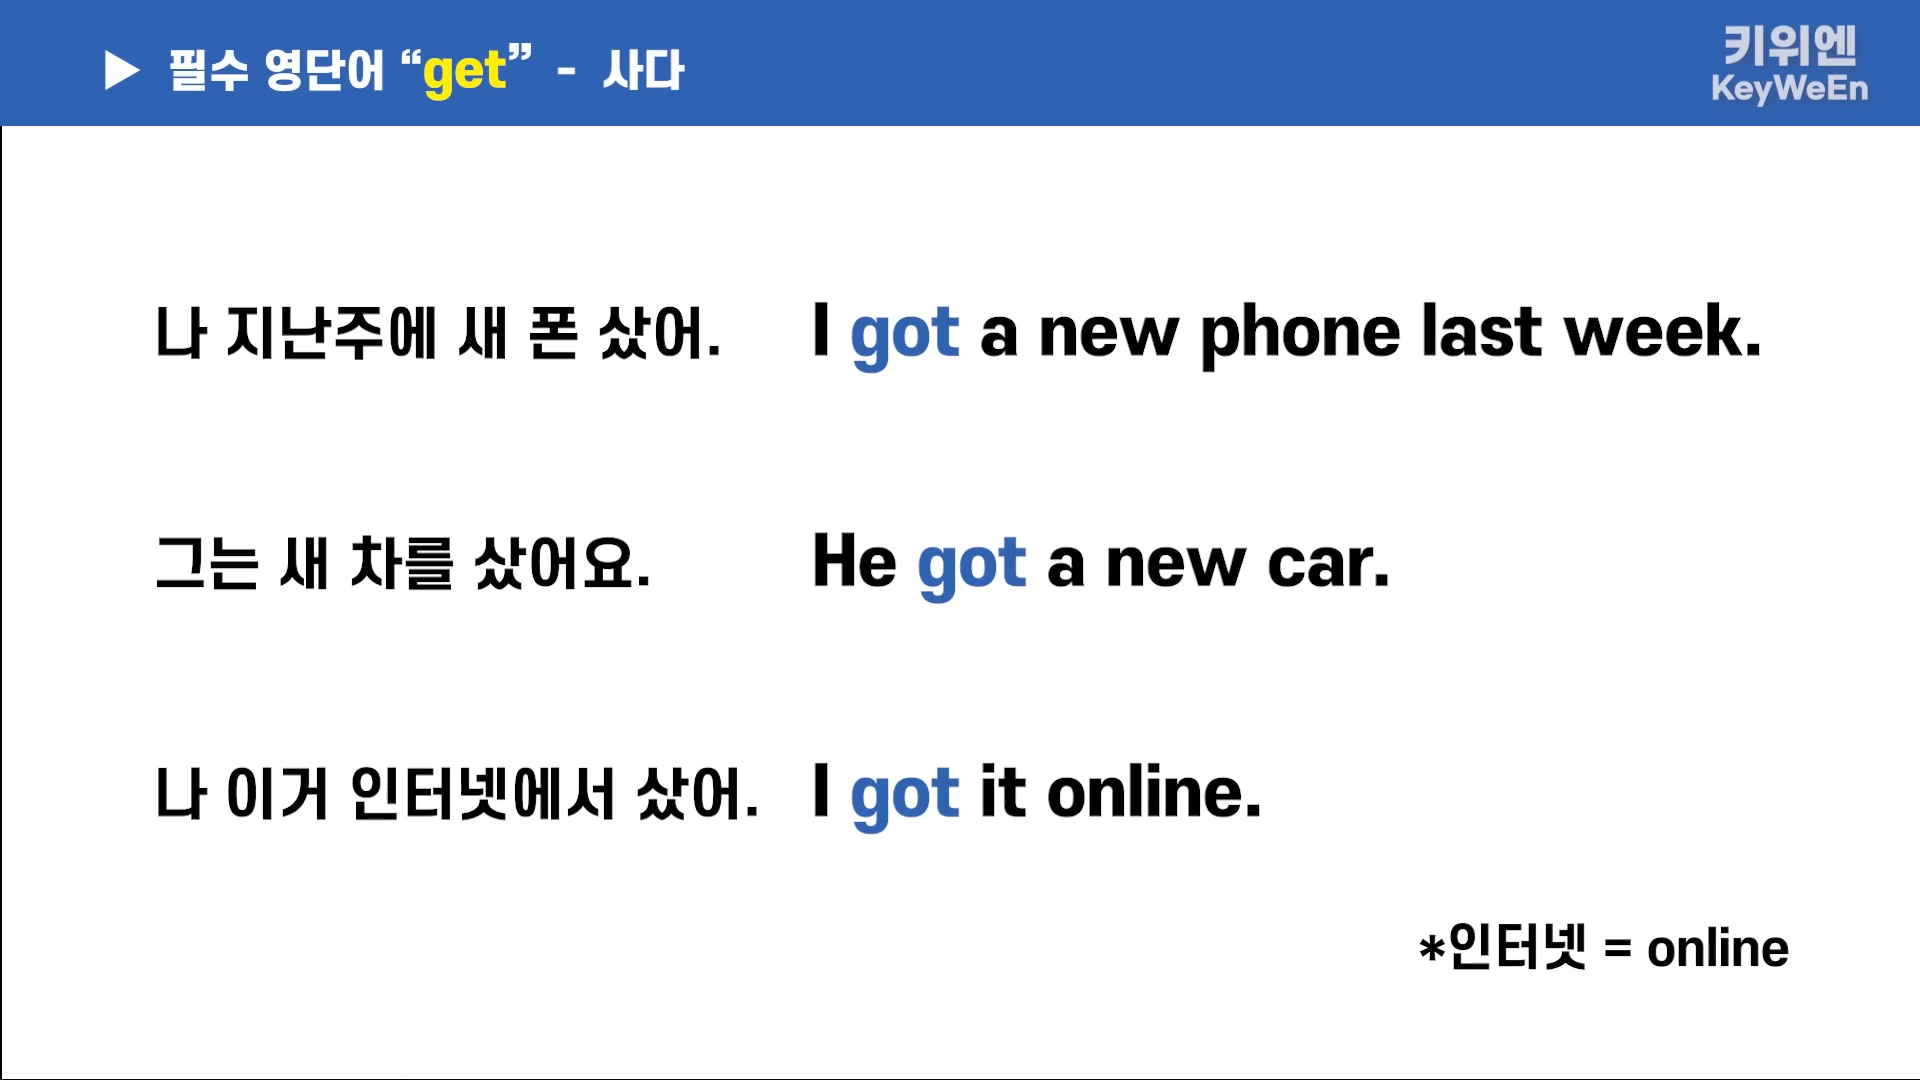 ▶ 필수 영단어 “get” - 사다
키위엔
KeyWeEn
나 지난주에 새 폰 샀어. I got a new phone last week.
그는 새 차를 샀어요. He got a new car.
나 이거 인터넷에서 샀어. I got it online.
*인터넷 = online